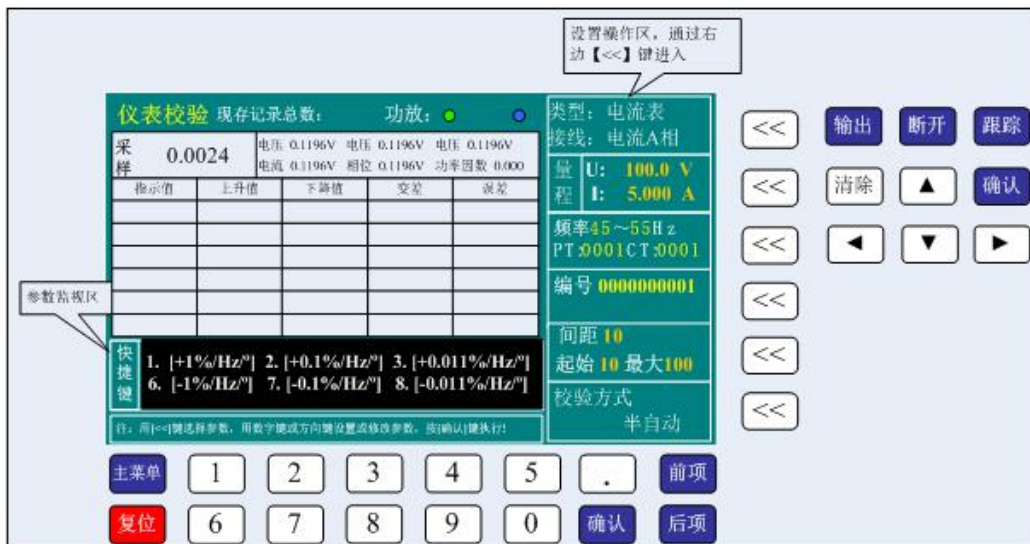 设置操作区，通过右
边【<<】键进入
仪表校验 现存记录总数： 功放：
采样 0.0024
电压 0.1196V 电压 0.1196V 电压 0.1196V
电流 0.1196V 相位 0.1196V 功率因数 0.000
指示值 上升值 下降值 变差 误差
类型：电流表
接线：电流A相
量程 U: 100.0 V
I: 5.000 A
频率45～55Hz
PT:0001CT:0001
编号 0000000001
间距 10
起始 10 最大100
校验方式
半自动
参数监视区
快捷键
1. [+1%/Hz/°] 2. [+0.1%/Hz/°] 3. [+0.011%/Hz/°]
6. [-1%/Hz/°] 7. [-0.1%/Hz/°] 8. [-0.011%/Hz/°]
注：用[<<]键选择参数，用数字键或方向键设置或修改参数，按[确认]键执行!
<< 输出 断开 跟踪
<< 清除 ▲ 确认
<< ◄ ▼ ►
<<
<<
<<
主菜单 1 2 3 4 5 . 前项
复位 6 7 8 9 0 确认 后项